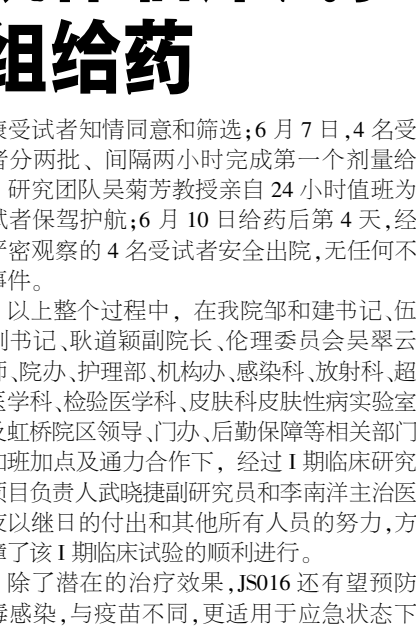 组给药
受试者知情同意和筛选;6 月 7 日,4 名受
者分两批、间隔两小时完成第一个剂量给
研究团队吴菊芳教授亲自 24 小时值班为
试者保驾护航;6 月 10 日给药后第 4 天,经
严密观察的 4 名受试者安全出院,无任何不
事件。
以上整个过程中，在我院邹和建书记、伍
副书记、耿道颖副院长、伦理委员会吴翠云
师、院办、护理部、机构办、感染科、放射科、超
医学科、检验医学科、皮肤科皮肤性病实验室
及虹桥院区领导、门办、后勤保障等相关部门
加班加点及通力合作下，经过 I 期临床研究
项目负责人武晓捷副研究员和李南洋主治医
夜以继日的付出和其他所有人员的努力,方
障了该 I 期临床试验的顺利进行。
除了潜在的治疗效果,JS016 还有望预防
毒感染,与疫苗不同,更适用于应急状态下